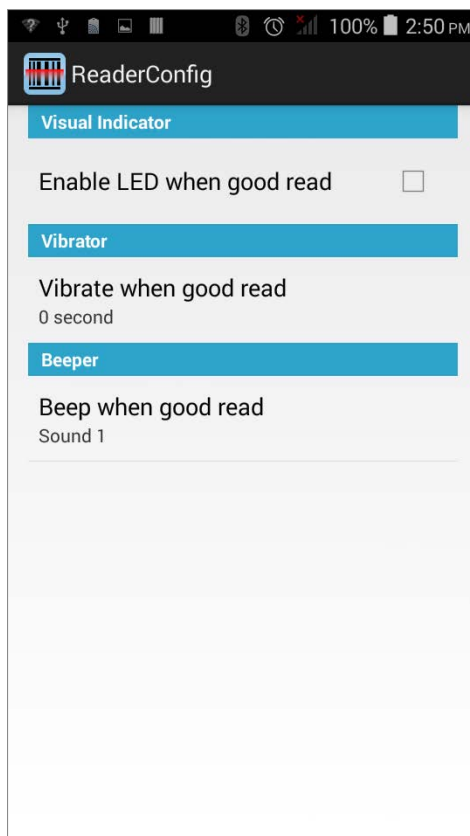 100% 2:50 PM
ReaderConfig
Visual Indicator
Enable LED when good read
Vibrator
Vibrate when good read
0 second
Beeper
Beep when good read
Sound 1